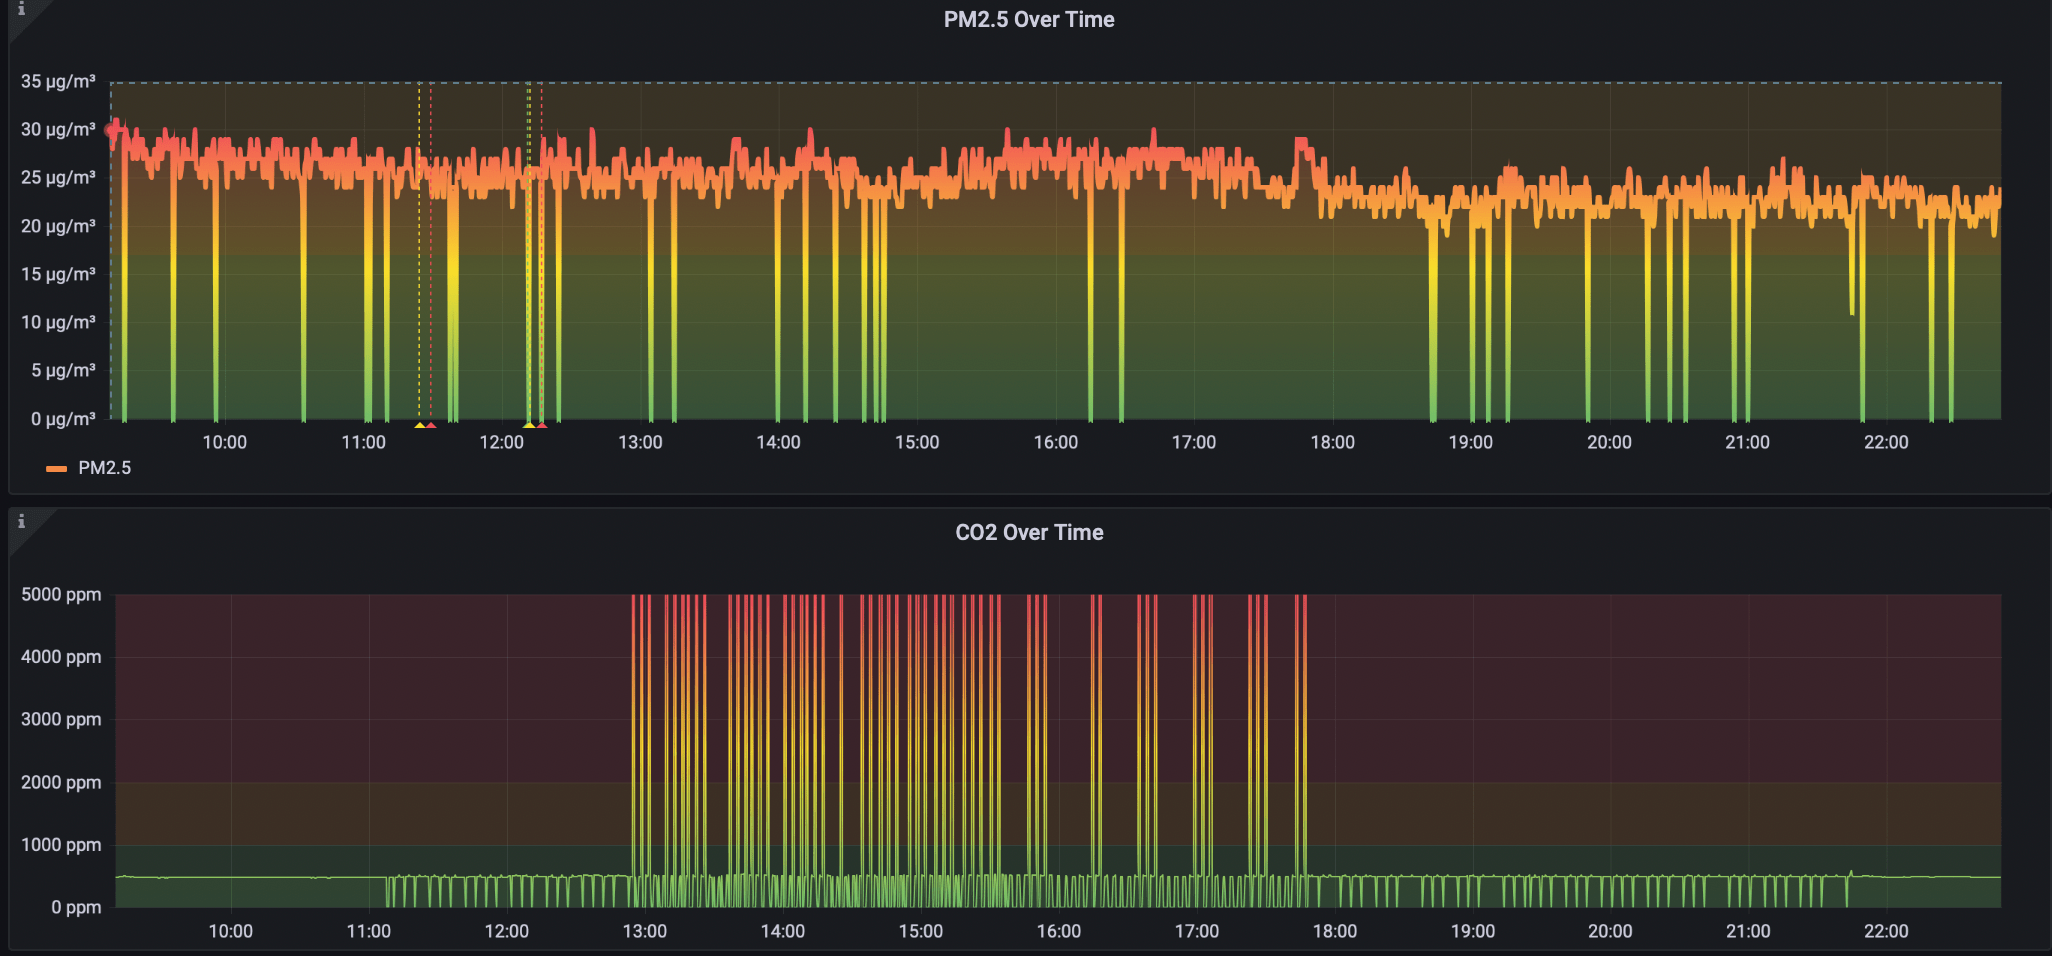 PM2.5 Over Time
35 µg/m³
30 µg/m³
25 µg/m³
20 µg/m³
15 µg/m³
10 µg/m³
5 µg/m³
0 µg/m³
10:00 11:00 12:00 13:00 14:00 15:00 16:00 17:00 18:00 19:00 20:00 21:00 22:00
PM2.5
CO2 Over Time
5000 ppm
4000 ppm
3000 ppm
2000 ppm
1000 ppm
0 ppm
10:00 11:00 12:00 13:00 14:00 15:00 16:00 17:00 18:00 19:00 20:00 21:00 22:00